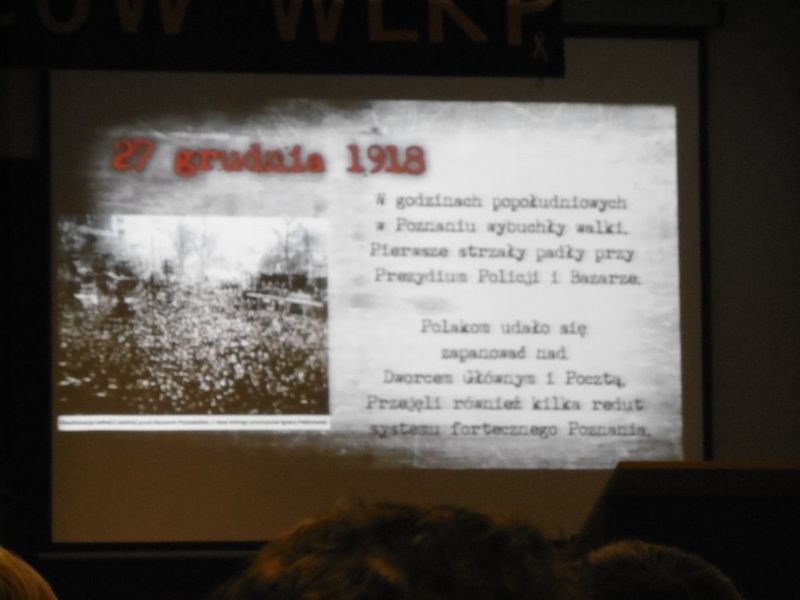 WLKP
27 grudnia 1918
W godzinach popołudniowych
w Poznaniu wybuchły walki.
Pierwsze strzały padły przy
Prezydium Policji i Bazarze.
Polakom udało się
zapanować nad
Dworcem Głównym i Pocztą.
Przejęli również kilka redut
systemu fortecznego Poznania.